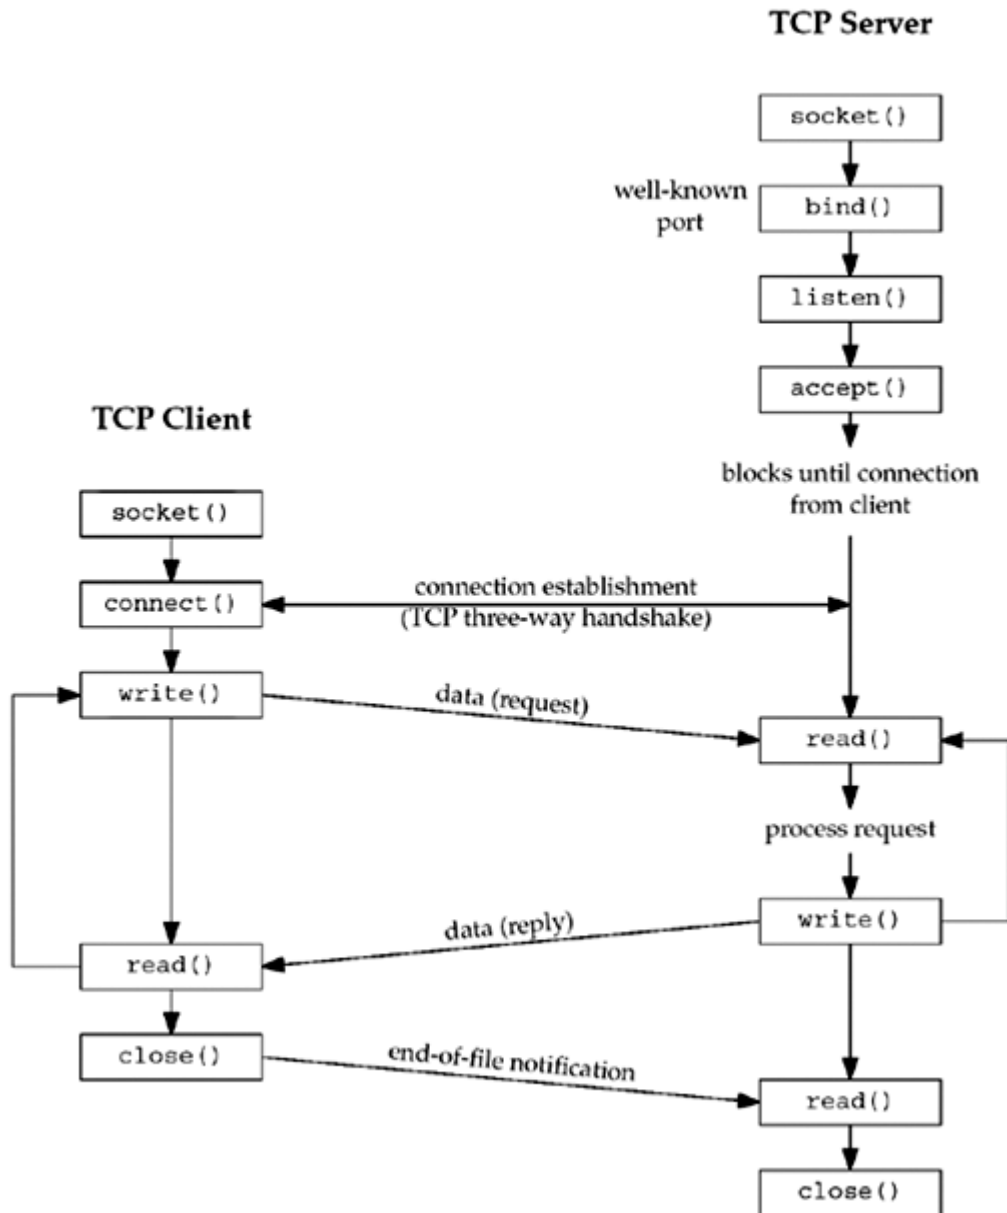 TCP Server
socket()
well-known
port
bind()
listen()
accept()
TCP Client
blocks until connection
from client
socket()
connect()
connection establishment
(TCP three-way handshake)
write()
data (request)
read()
process request
write()
data (reply)
read()
close()
end-of-file notification
read()
close()